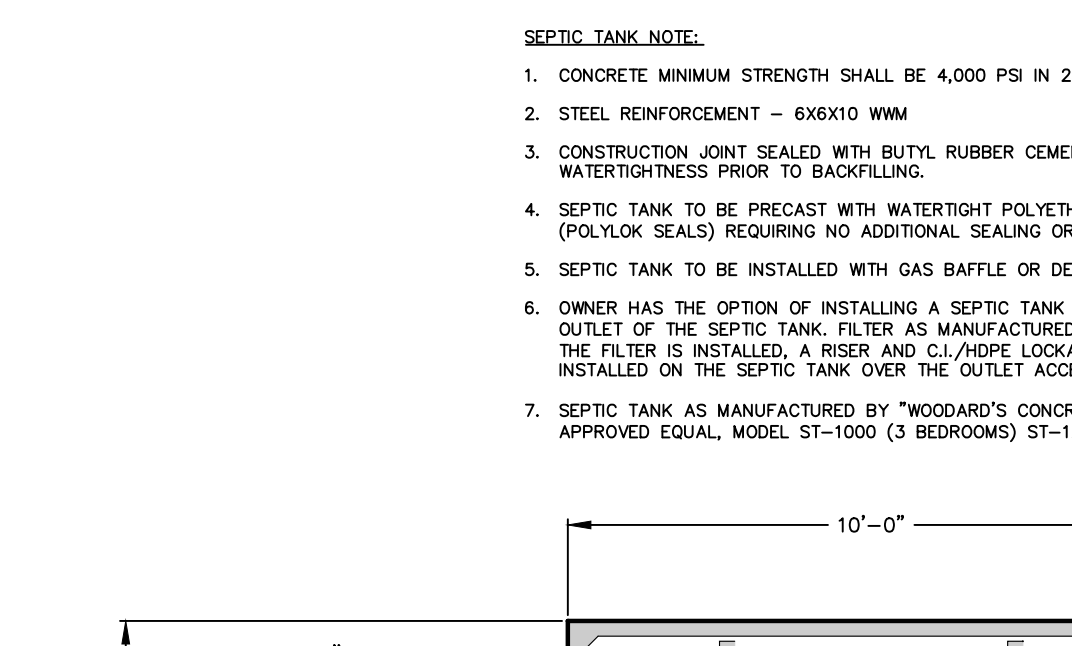 SEPTIC TANK NOTE:
1. CONCRETE MINIMUM STRENGTH SHALL BE 4,000 PSI IN 2
2. STEEL REINFORCEMENT – 6X6X10 WWM
3. CONSTRUCTION JOINT SEALED WITH BUTYL RUBBER CEME
WATERTIGHTNESS PRIOR TO BACKFILLING.
4. SEPTIC TANK TO BE PRECAST WITH WATERTIGHT POLYETH
(POLYLOK SEALS) REQUIRING NO ADDITIONAL SEALING OR
5. SEPTIC TANK TO BE INSTALLED WITH GAS BAFFLE OR DE
6. OWNER HAS THE OPTION OF INSTALLING A SEPTIC TANK
OUTLET OF THE SEPTIC TANK. FILTER AS MANUFACTURED
THE FILTER IS INSTALLED, A RISER AND C.I./HDPE LOCKA
INSTALLED ON THE SEPTIC TANK OVER THE OUTLET ACCE
7. SEPTIC TANK AS MANUFACTURED BY "WOODARD'S CONCR
APPROVED EQUAL, MODEL ST–1000 (3 BEDROOMS) ST–1
10'–0"